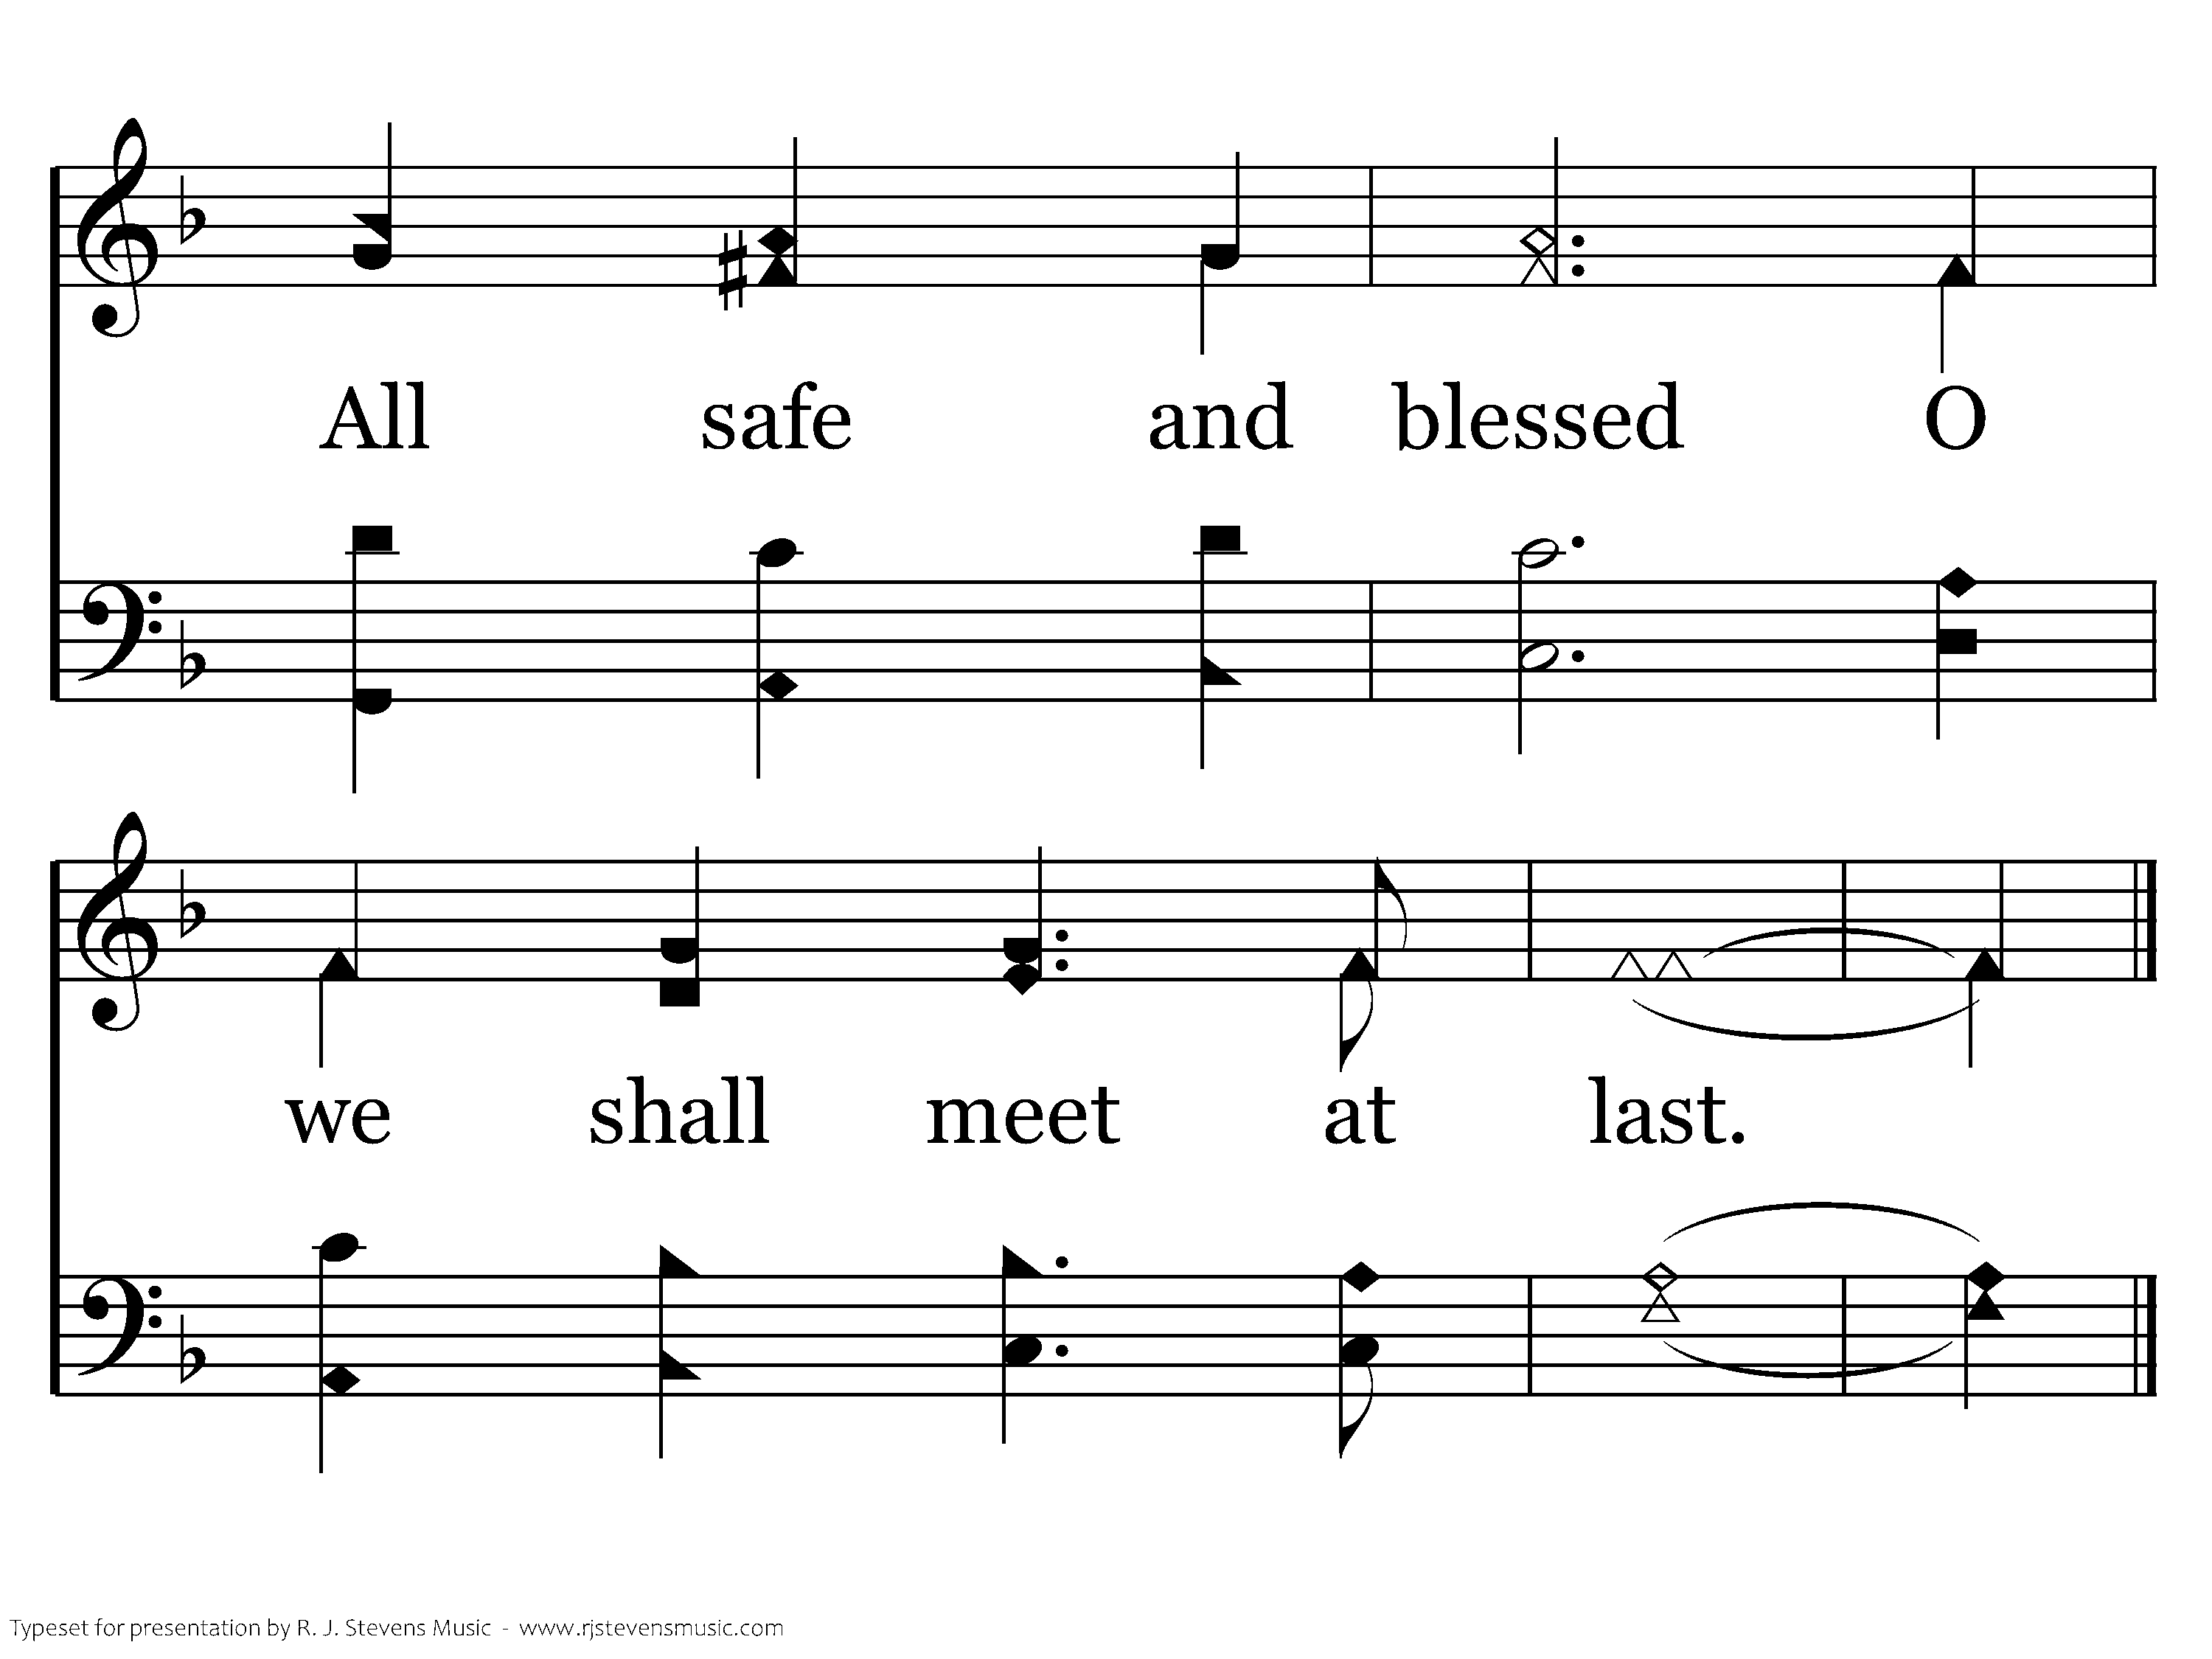 All safe and blessed O
we shall meet at last.
Typeset for presentation by R. J. Stevens Music - www.rjstevensmusic.com